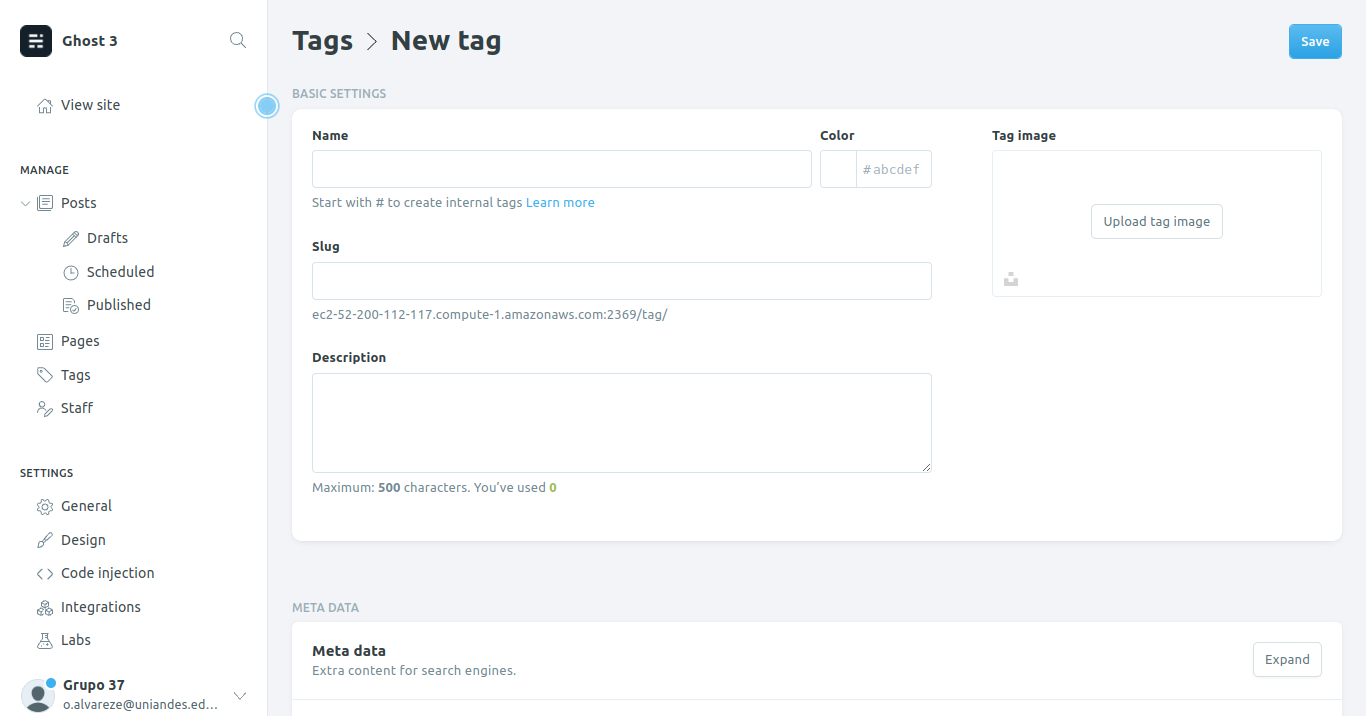 Ghost 3
View site
MANAGE
Posts
Drafts
Scheduled
Published
Pages
Tags
Staff
SETTINGS
General
Design
Code injection
Integrations
Labs
Grupo 37
o.alvareze@uniandes.ed...
Tags > New tag
Save
BASIC SETTINGS
Name
Color
#abcdef
Start with # to create internal tags Learn more
Slug
ec2-52-200-112-117.compute-1.amazonaws.com:2369/tag/
Description
Maximum: 500 characters. You’ve used 0
Tag image
Upload tag image
META DATA
Meta data
Extra content for search engines.
Expand